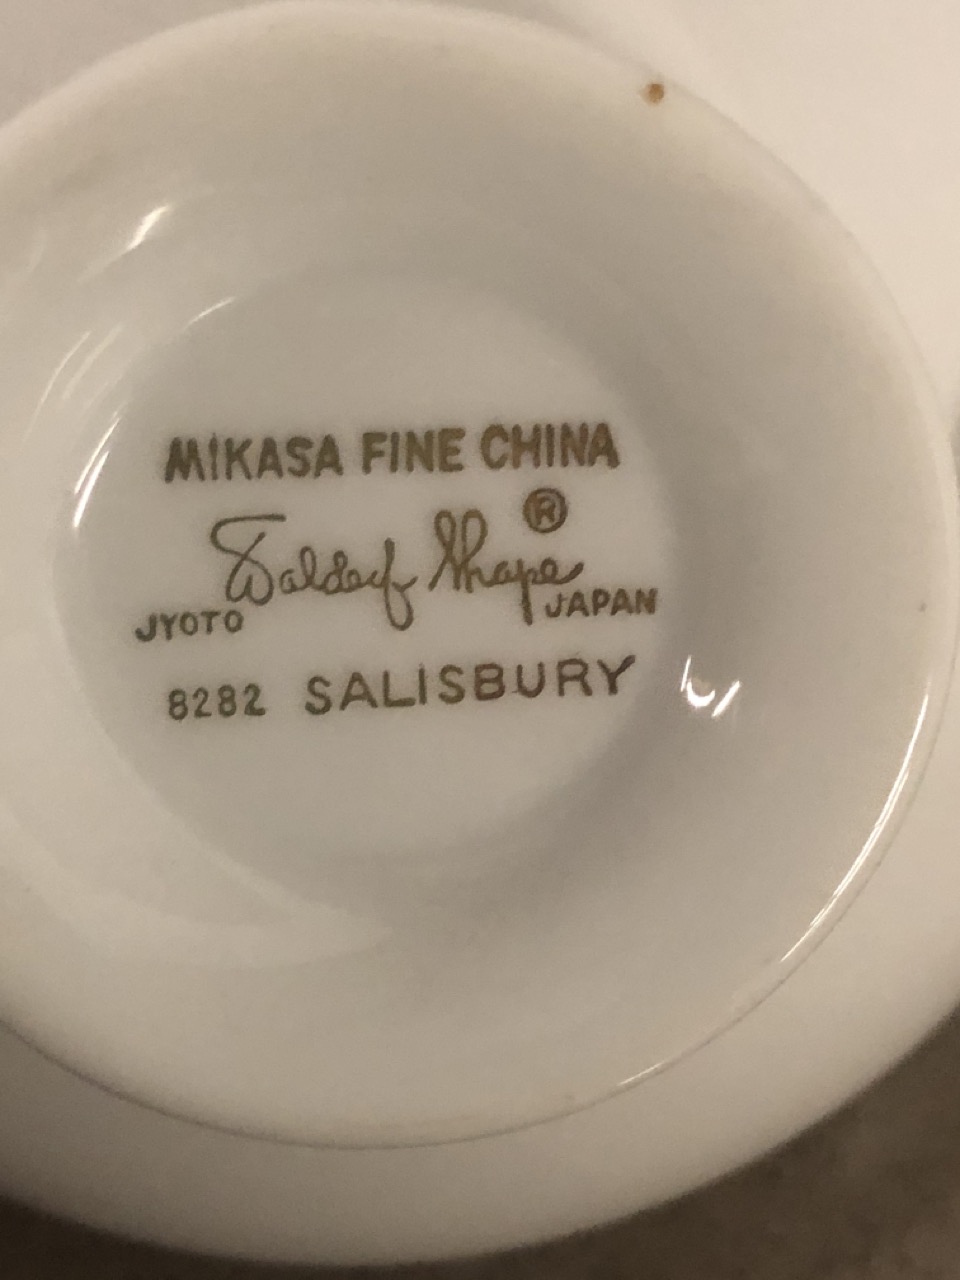 MIKASA FINE CHINA
Waldorf Shape ®
JYOTO JAPAN
8282 SALISBURY